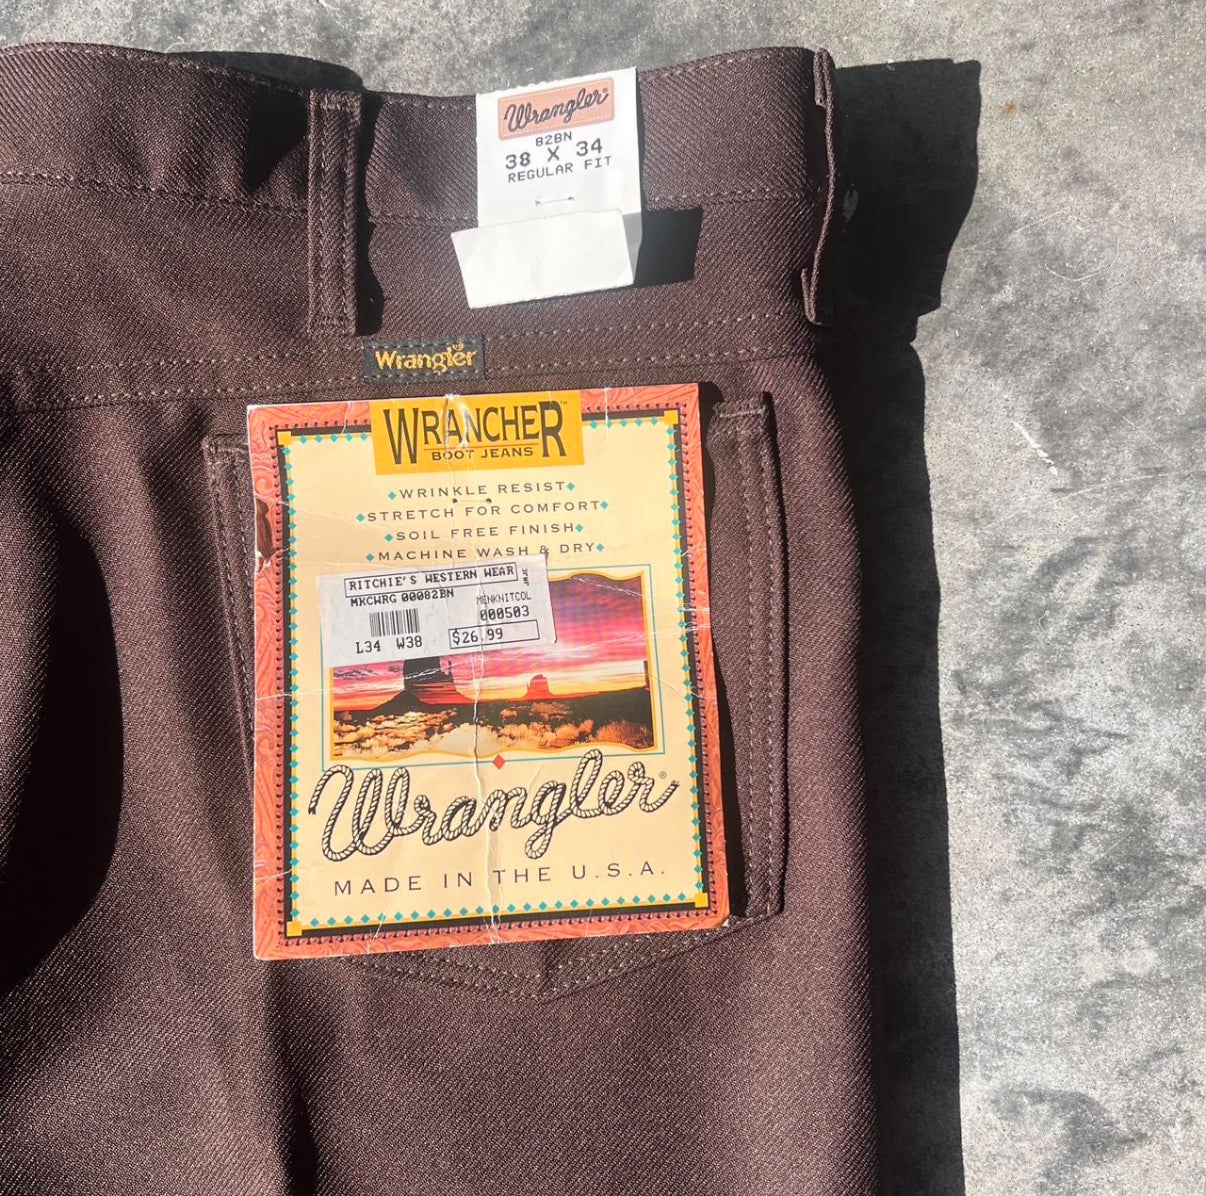 Wrangler®
82BN
38 X 34
REGULAR FIT
Wrangler®
WRANCHER™
BOOT JEANS
WRINKLE RESIST
STRETCH FOR COMFORT
SOIL FREE FINISH
MACHINE WASH & DRY
RITCHIE'S WESTERN WEAR
MKCWRG 00082BN MENKNITCOL
000503
L34 W38 $26.99
Wrangler®
MADE IN THE U.S.A.